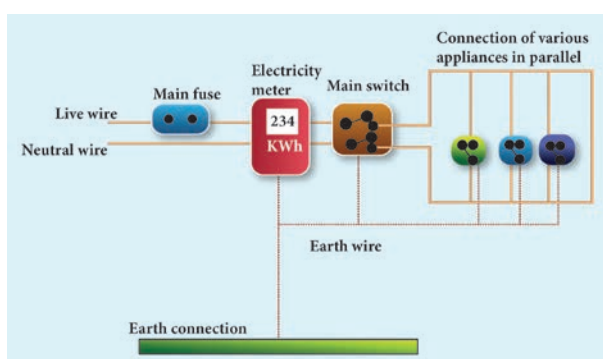 Connection of various
appliances in parallel
Electricity
meter
Main switch
Main fuse
Live wire
234
KWh
Neutral wire
Earth wire
Earth connection